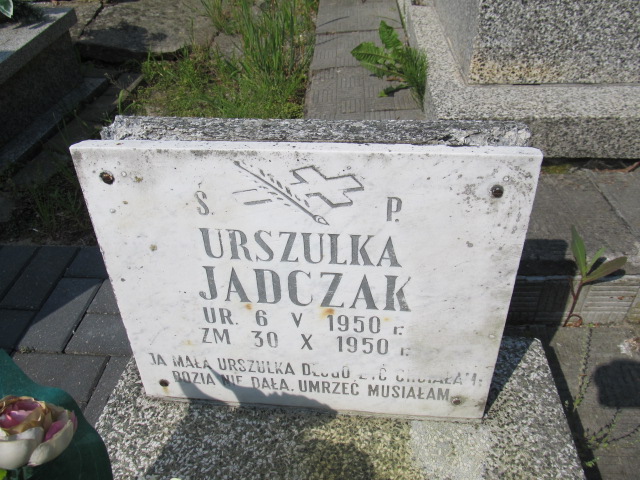 Ś. P.
URSZULKA
JADCZAK
UR. 6 V 1950 r.
ZM 30 X 1950 r.
JA MAŁA URSZULKA DŁUGO ŻYĆ CHCIAŁAM
BOZIA NIE DAŁA. UMRZEĆ MUSIAŁAM